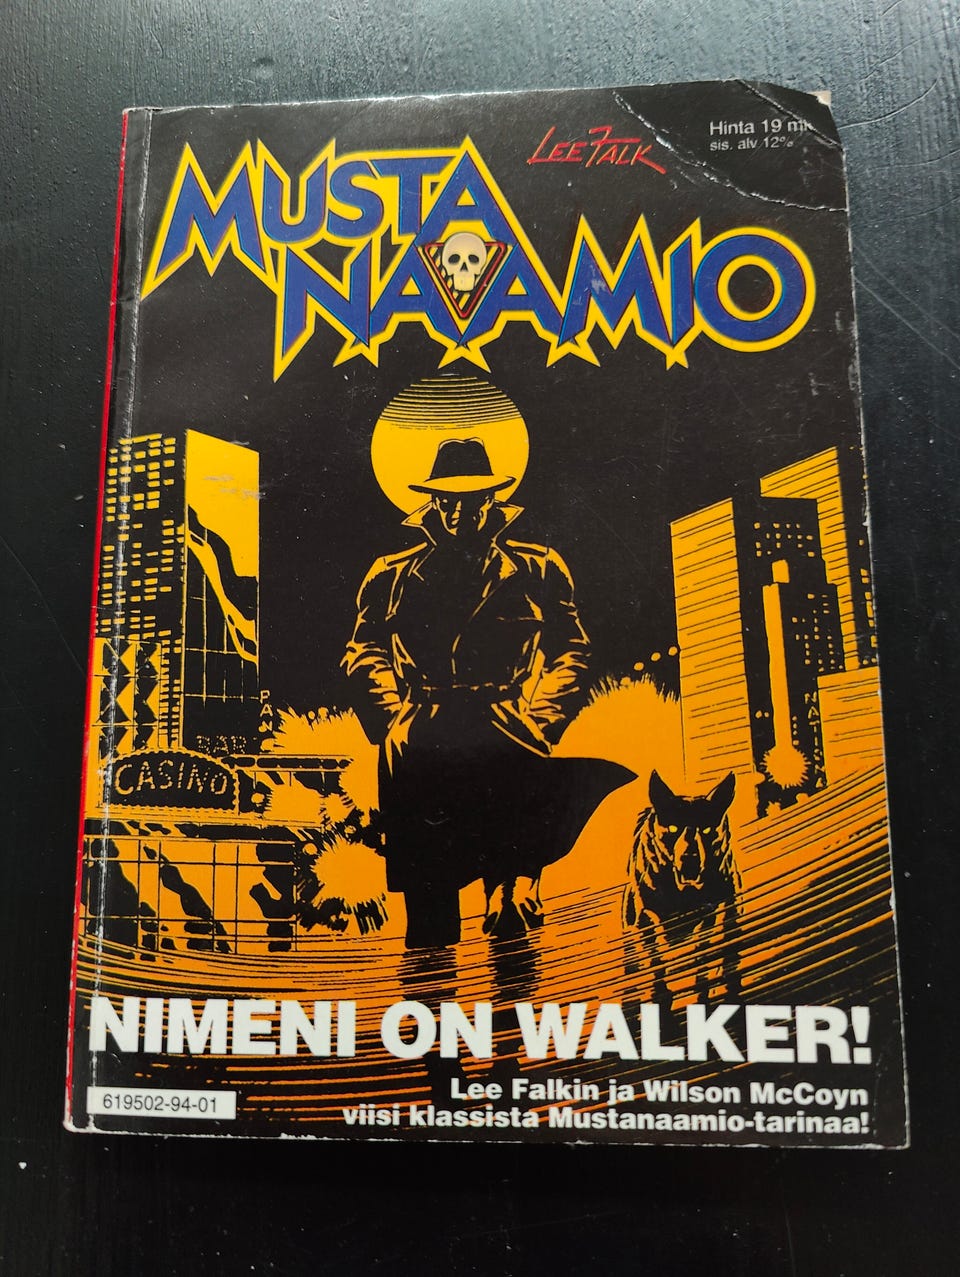 LEE FALK
Hinta 19 mk
sis. alv 12%
MUSTA
NAAMIO
BAR
CASINO
NIMENI ON WALKER!
Lee Falkin ja Wilson McCoyn
viisi klassista Mustanaamio-tarinaa!
619502-94-01